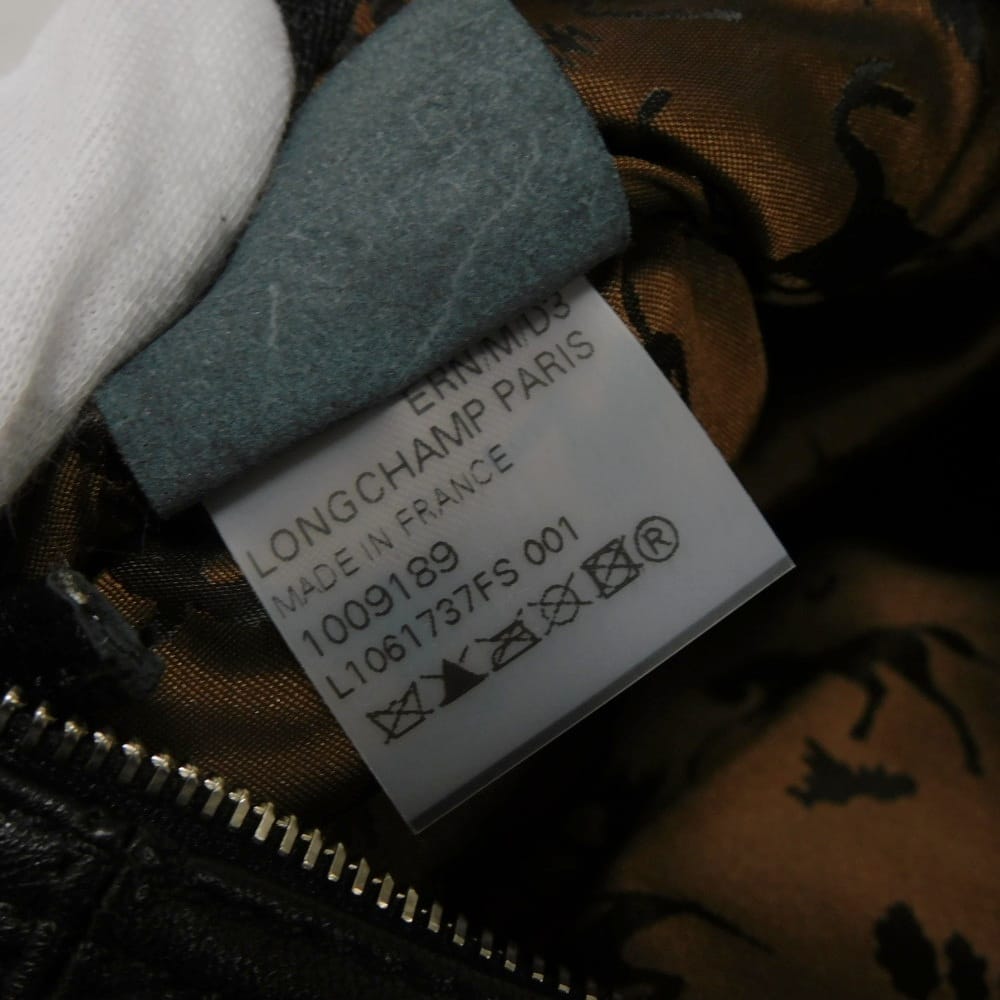 ERN/M/D3
LONGCHAMP PARIS
MADE IN FRANCE
1009189
L1061737FS 001
Ⓡ